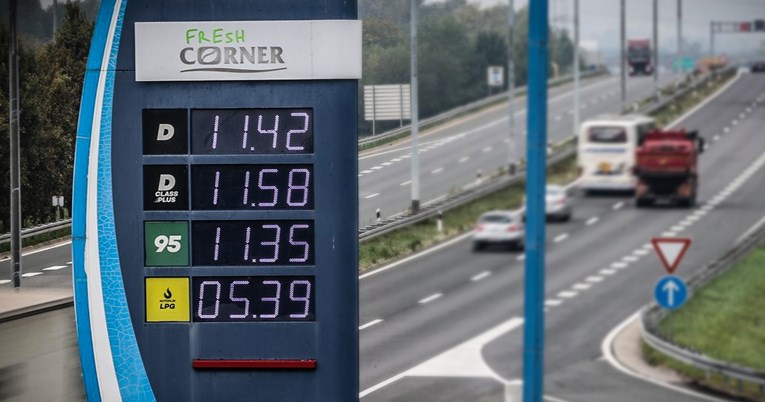 FRESH
CORNER
D 11.42
D CLASS PLUS 11.58
95 11.35
LPG 05.39